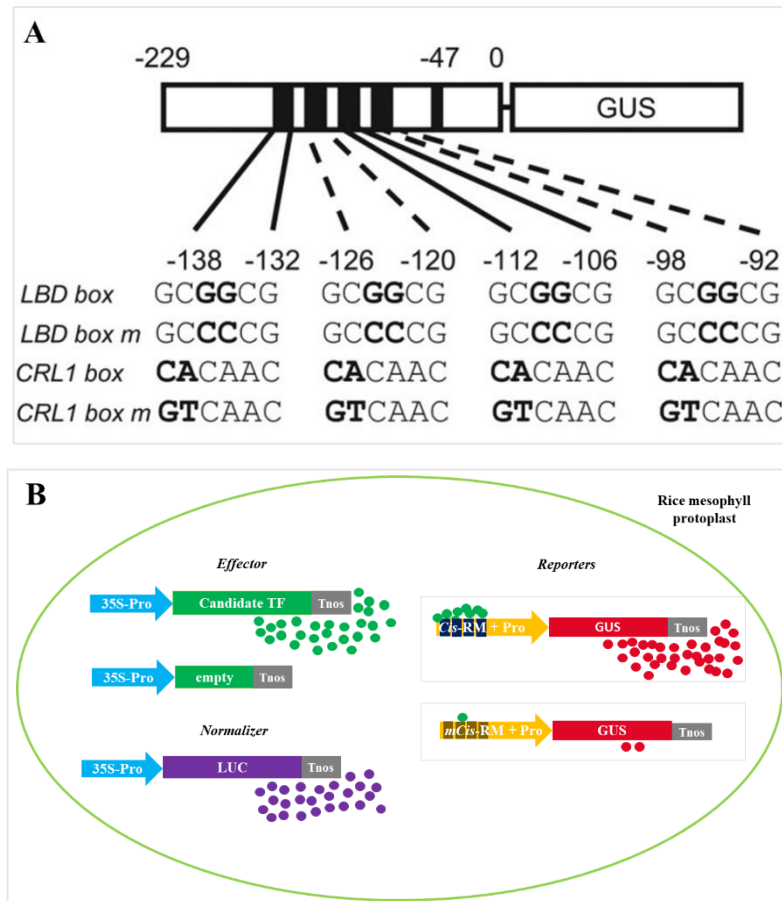 A
-229 -47 0
GUS
-138 -132 -126 -120 -112 -106 -98 -92
LBD box GCGGCG GCGGCG GCGGCG GCGGCG
LBD box m GCCCCG GCCCCG GCCCCG GCCCCG
CRL1 box CACAAC CACAAC CACAAC CACAAC
CRL1 box m GTCAAC GTCAAC GTCAAC GTCAAC
B
Rice mesophyll
protoplast
Effector
Reporters
35S-Pro Candidate TF Tnos
Cis-RM + Pro GUS Tnos
35S-Pro empty Tnos
mCis-RM + Pro GUS Tnos
Normalizer
35S-Pro LUC Tnos